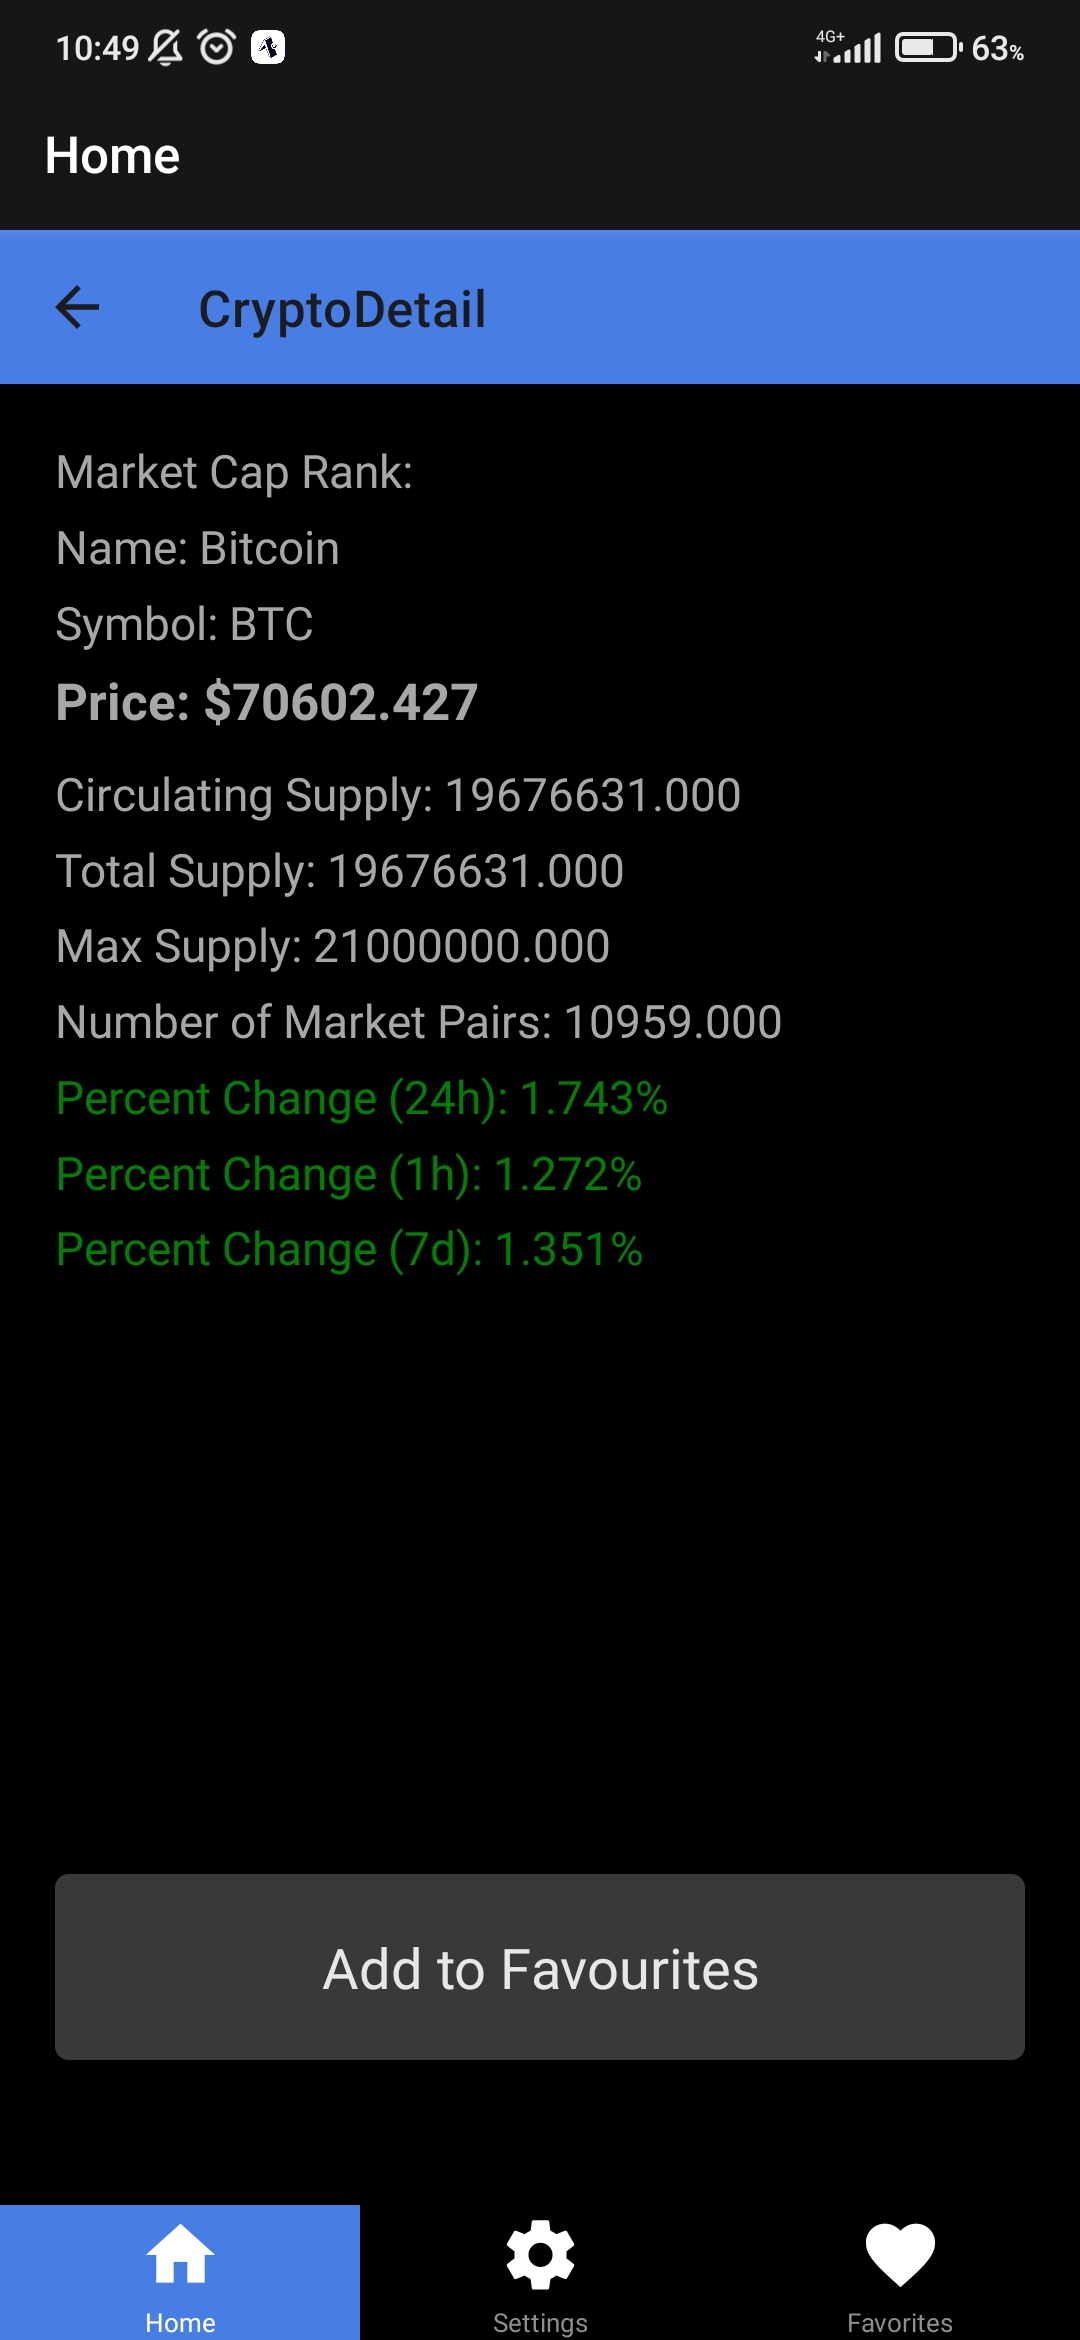 10:49
4G+
63%
Home
CryptoDetail
Market Cap Rank:
Name: Bitcoin
Symbol: BTC
Price: $70602.427
Circulating Supply: 19676631.000
Total Supply: 19676631.000
Max Supply: 21000000.000
Number of Market Pairs: 10959.000
Percent Change (24h): 1.743%
Percent Change (1h): 1.272%
Percent Change (7d): 1.351%
Add to Favourites
Home
Settings
Favorites